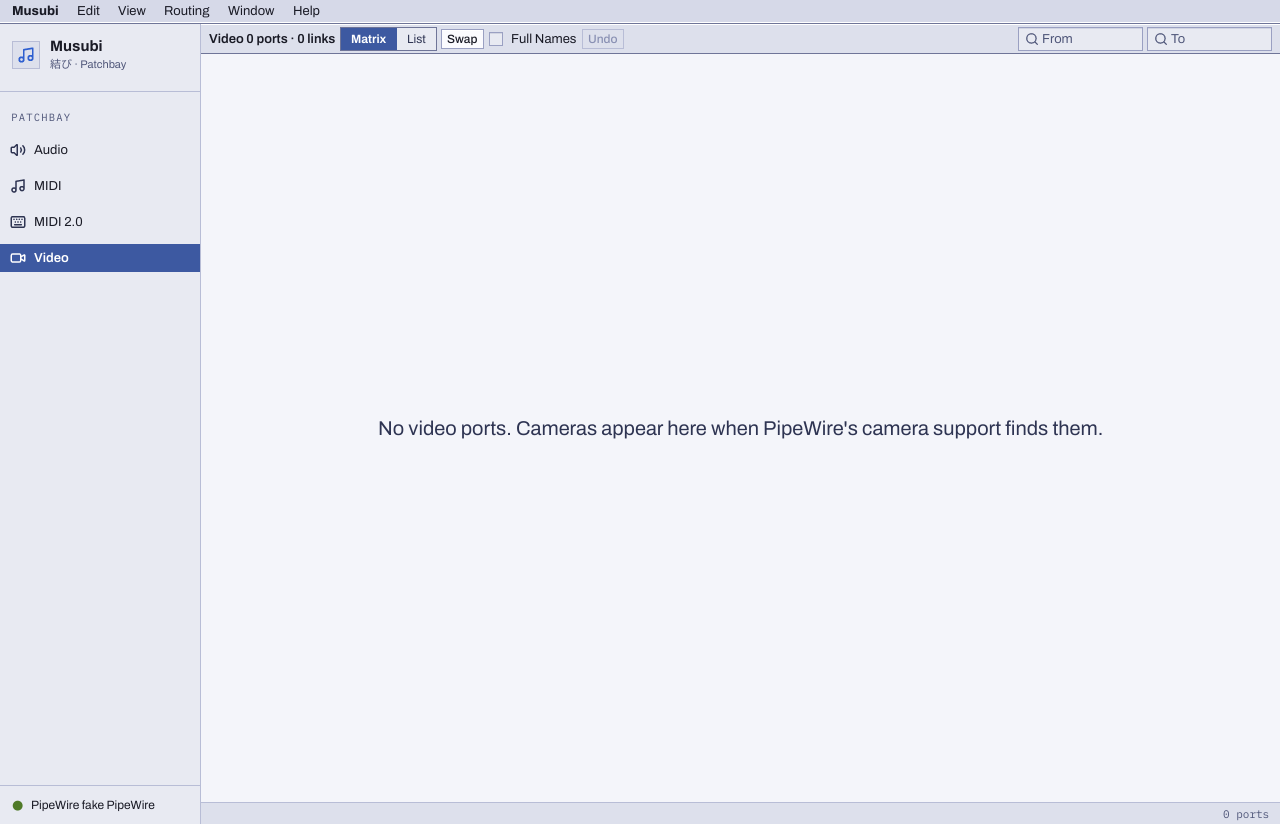 Musubi Edit View Routing Window Help
Musubi
結び · Patchbay
Video 0 ports · 0 links Matrix List Swap Full Names Undo From To
PATCHBAY
Audio
MIDI
MIDI 2.0
Video
No video ports. Cameras appear here when PipeWire's camera support finds them.
PipeWire fake PipeWire
0 ports